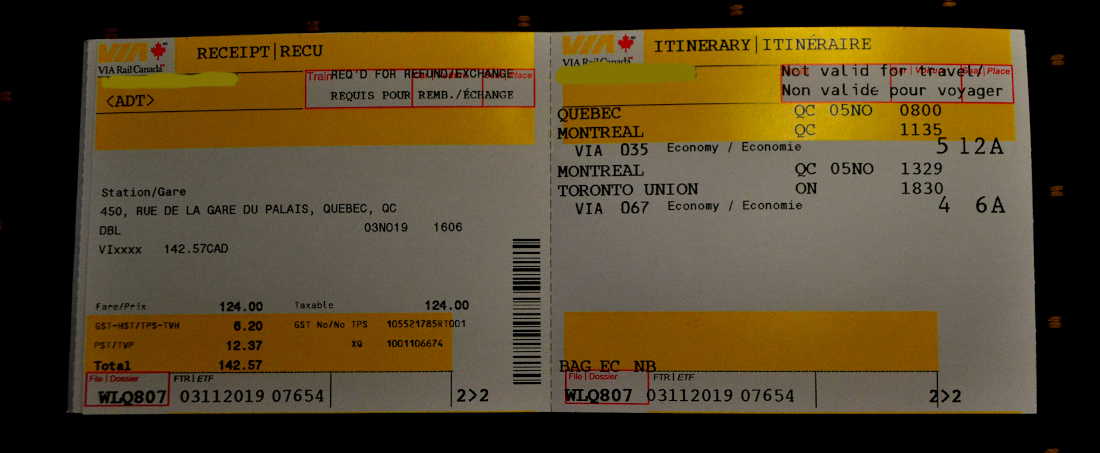 VIA
VIA Rail Canada
RECEIPT|RECU
Train
REQ'D FOR REFUND/EXCHANGE
Place
REQUIS POUR REMB./ÉCHANGE
<ADT>
Station/Gare
450, RUE DE LA GARE DU PALAIS, QUEBEC, QC
DBL 03NO19 1606
VIxxxx 142.57CAD
Fare/Prix 124.00 Taxable 124.00
GST-HST/TPS-TVH 6.20 GST No/No TPS 105521785RT001
PST/TVP 12.37 XQ 1001106674
Total 142.57
File | Dossier FTR | ETF
WLQ807 03112019 07654 2>2
VIA
VIA Rail Canada
ITINERARY|ITINÉRAIRE
Not valid for travel/
Place
Non valide pour voyager
QUEBEC QC 05NO 0800
MONTREAL QC 1135
VIA 035 Economy / Economie 5 12A
MONTREAL QC 05NO 1329
TORONTO UNION ON 1830
VIA 067 Economy / Economie 4 6A
BAG EC NB
File | Dossier FTR | ETF
WLQ807 03112019 07654 2>2